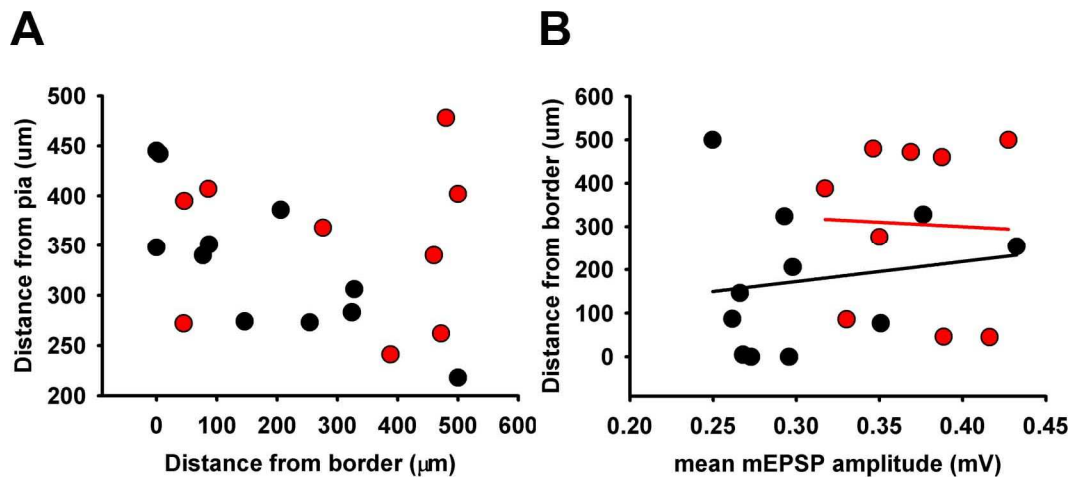 A
B
500
450
400
350
300
250
200
Distance from pia (um)
0 100 200 300 400 500 600
Distance from border (μm)
600
500
400
300
200
100
0
Distance from border (um)
0.20 0.25 0.30 0.35 0.40 0.45
mean mEPSP amplitude (mV)